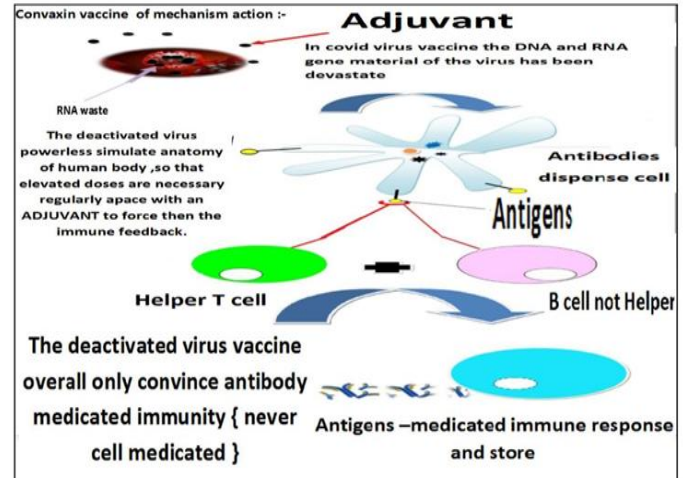 Convaxin vaccine of mechanism action :-
Adjuvant
In covid virus vaccine the DNA and RNA
gene material of the virus has been
devastate
RNA waste
The deactivated virus
powerless simulate anatomy
of human body ,so that
elevated doses are necessary
regularly apace with an
ADJUVANT to force then the
immune feedback.
Antibodies
dispense cell
Antigens
Helper T cell
B cell not Helper
The deactivated virus vaccine
overall only convince antibody
medicated immunity { never
cell medicated }
Antigens –medicated immune response
and store